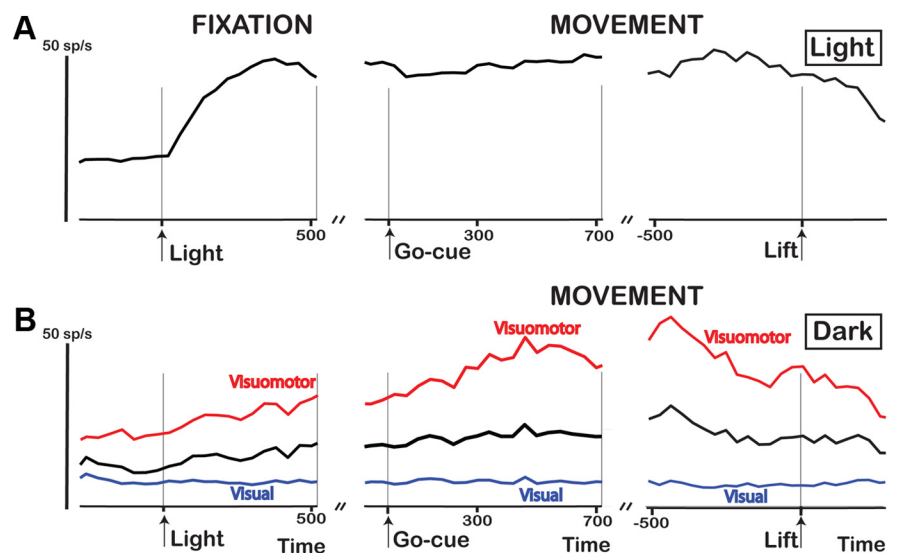 A
FIXATION
MOVEMENT
Light
50 sp/s
500
//
300
700
//
-500
Light
Go-cue
Lift
MOVEMENT
B
50 sp/s
Dark
Visuomotor
Visuomotor
Visuomotor
Visual
Visual
Visual
500
//
300
700
//
-500
Light
Time
Go-cue
Time
Lift
Time